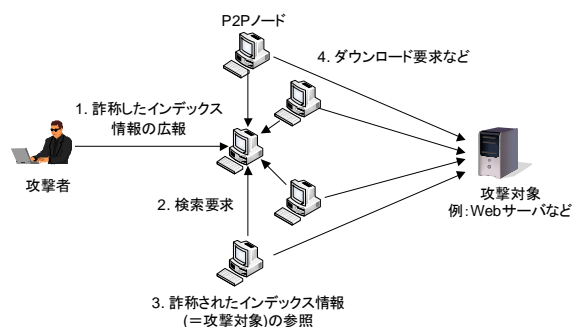 P2Pノード
4. ダウンロード要求など
1. 詐称したインデックス
情報の広報
攻撃者
攻撃対象
例:Webサーバなど
2. 検索要求
3. 詐称されたインデックス情報
(=攻撃対象)の参照